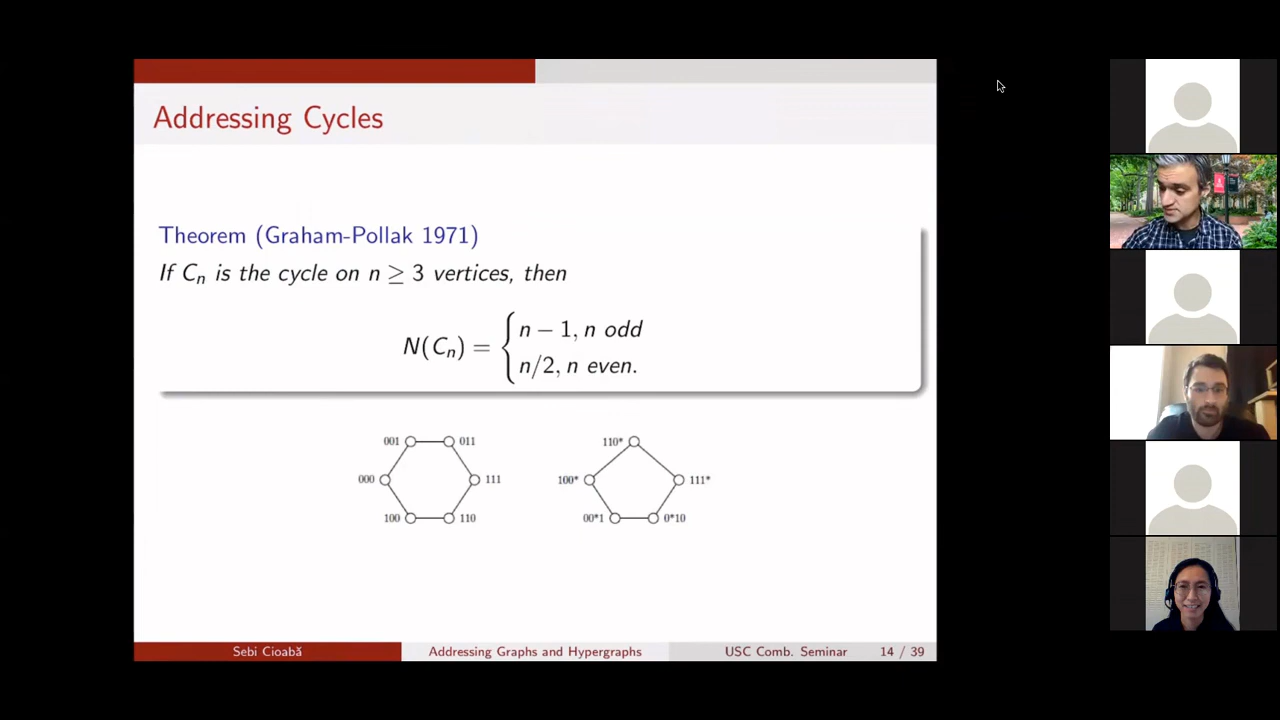 Addressing Cycles
Theorem (Graham-Pollak 1971)
If Cn is the cycle on n ≥ 3 vertices, then
N(Cn) = { n − 1, n odd
n/2, n even.
001 011
000 111
100 110
110*
100* 111*
00*1 0*10
Sebi Cioabă Addressing Graphs and Hypergraphs USC Comb. Seminar 14 / 39